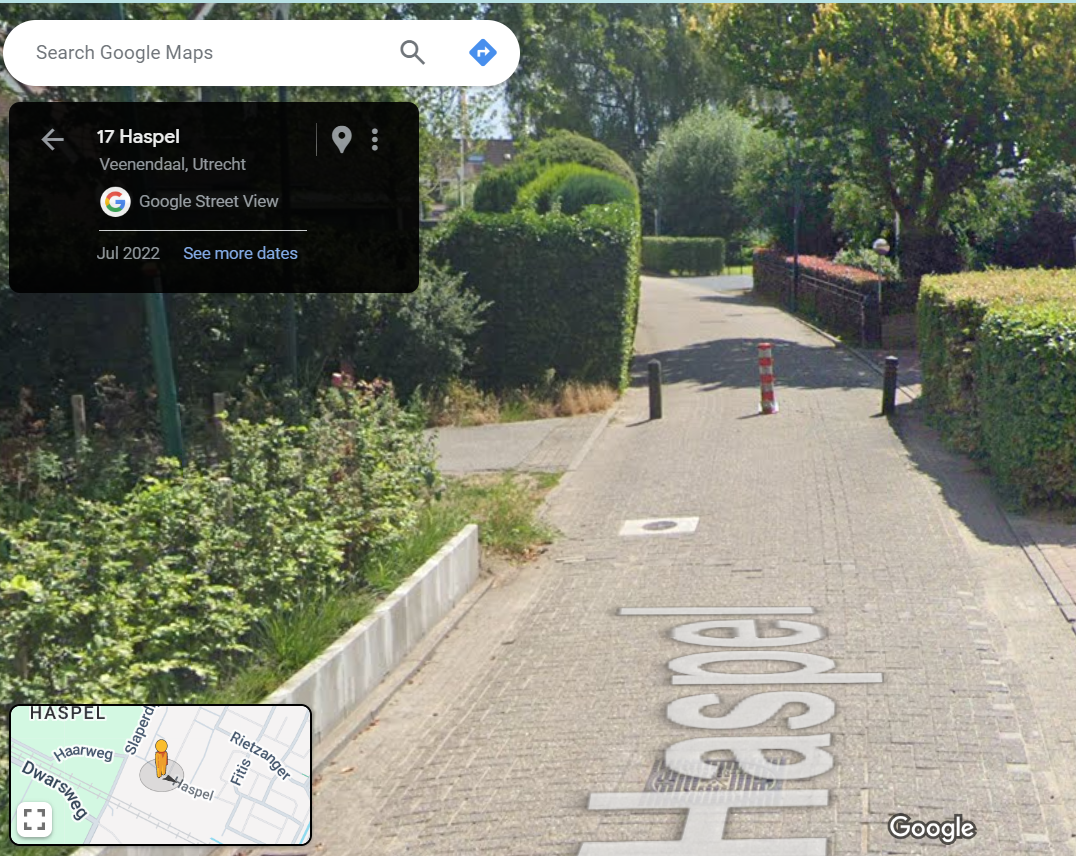 Search Google Maps
17 Haspel
Veenendaal, Utrecht
Google Street View
Jul 2022 See more dates
Haspel
HASPEL
Slaperd
Haarweg
Dwarsweg
Rietzanger
Fitis
Haspel
Google